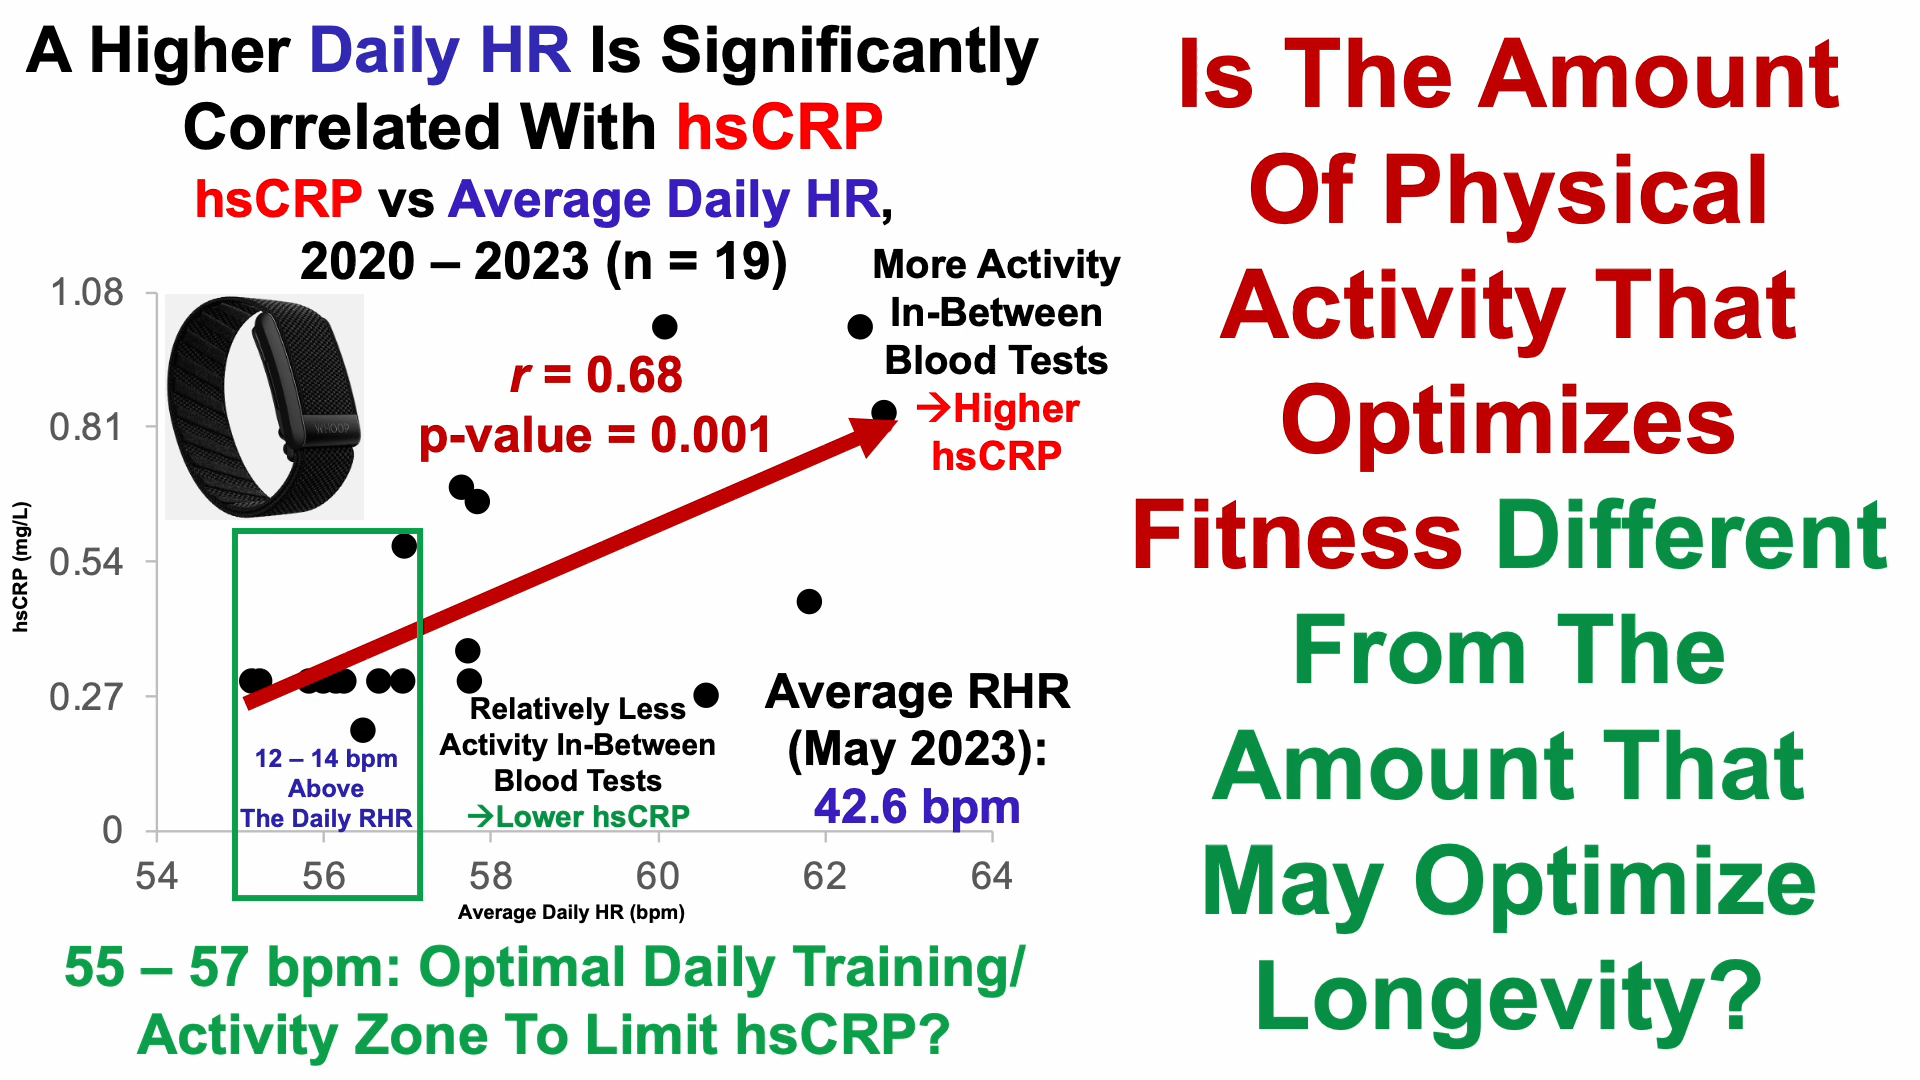 A Higher Daily HR Is Significantly
Correlated With hsCRP
hsCRP vs Average Daily HR,
2020 – 2023 (n = 19)
More Activity
In-Between
Blood Tests
→Higher
hsCRP
r = 0.68
p-value = 0.001
WHOOP
1.08
0.81
0.54
0.27
0
hsCRP (mg/L)
12 – 14 bpm
Above
The Daily RHR
Relatively Less
Activity In-Between
Blood Tests
→Lower hsCRP
Average RHR
(May 2023):
42.6 bpm
54 56 58 60 62 64
Average Daily HR (bpm)
55 – 57 bpm: Optimal Daily Training/
Activity Zone To Limit hsCRP?
Is The Amount
Of Physical
Activity That
Optimizes
Fitness Different
From The
Amount That
May Optimize
Longevity?